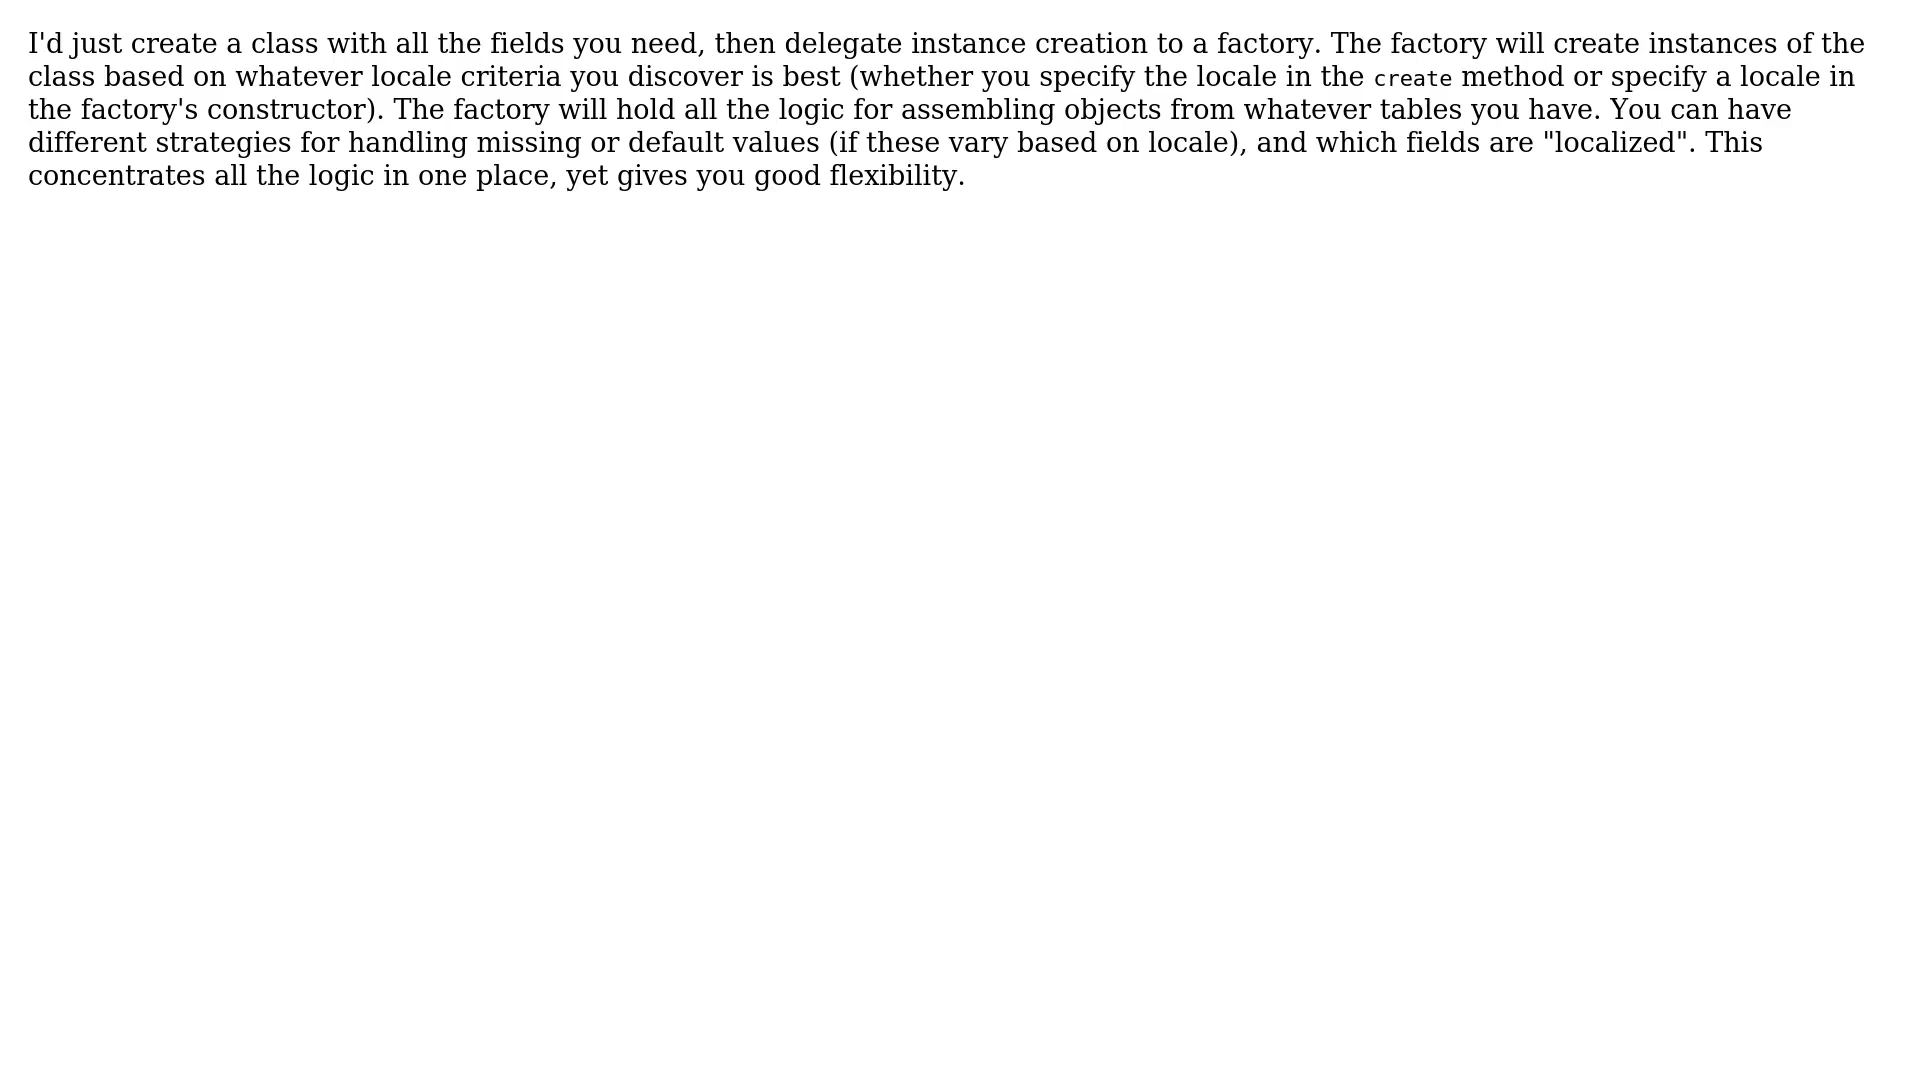 I'd just create a class with all the fields you need, then delegate instance creation to a factory. The factory will create instances of the
class based on whatever locale criteria you discover is best (whether you specify the locale in the create method or specify a locale in
the factory's constructor). The factory will hold all the logic for assembling objects from whatever tables you have. You can have
different strategies for handling missing or default values (if these vary based on locale), and which fields are "localized". This
concentrates all the logic in one place, yet gives you good flexibility.